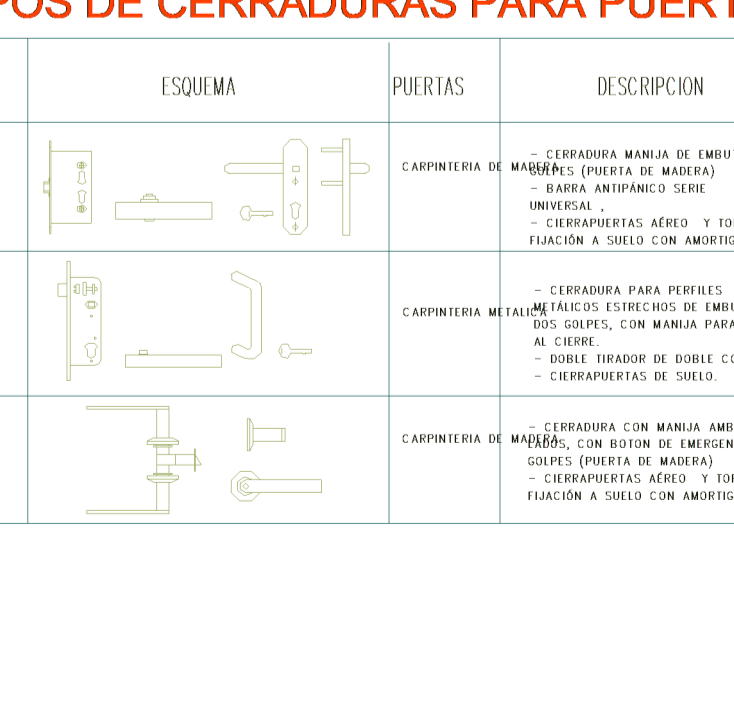 POS DE CERRADURAS PARA PUERT
ESQUEMA
PUERTAS
DESCRIPCION
CARPINTERIA DE MADERA
- CERRADURA MANIJA DE EMBU
GOLPES (PUERTA DE MADERA)
- BARRA ANTIPÁNICO SERIE
UNIVERSAL ,
- CIERRAPUERTAS AÉREO Y TO
FIJACIÓN A SUELO CON AMORTIG
CARPINTERIA METALICA
- CERRADURA PARA PERFILES
METÁLICOS ESTRECHOS DE EMBU
DOS GOLPES, CON MANIJA PARA
AL CIERRE.
- DOBLE TIRADOR DE DOBLE CO
- CIERRAPUERTAS DE SUELO.
CARPINTERIA DE MADERA
- CERRADURA CON MANIJA AMB
LADOS, CON BOTON DE EMERGEN
GOLPES (PUERTA DE MADERA)
- CIERRAPUERTAS AÉREO Y TO
FIJACIÓN A SUELO CON AMORTIG